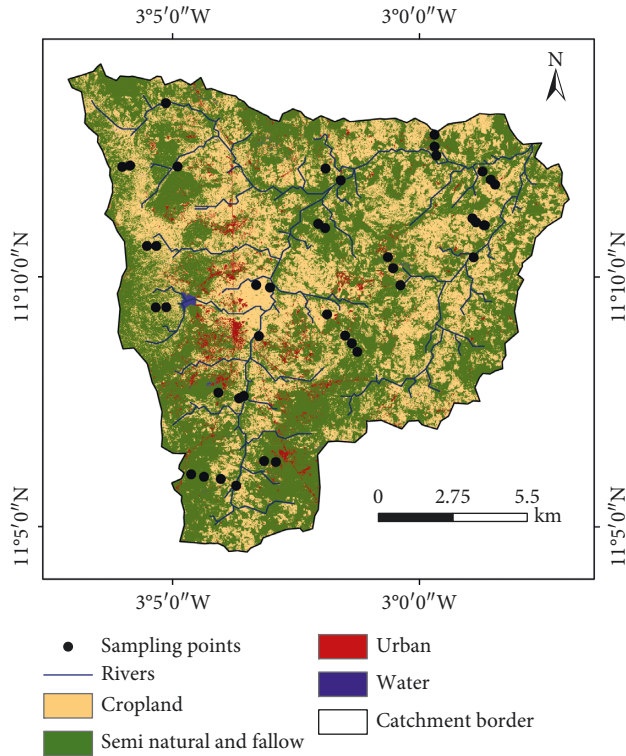 3°5′0″W 3°0′0″W
N
11°10′0″N 11°10′0″N
0 2.75 5.5
km
11°5′0″N 11°5′0″N
3°5′0″W 3°0′0″W
Sampling points
Rivers
Cropland
Semi natural and fallow
Urban
Water
Catchment border